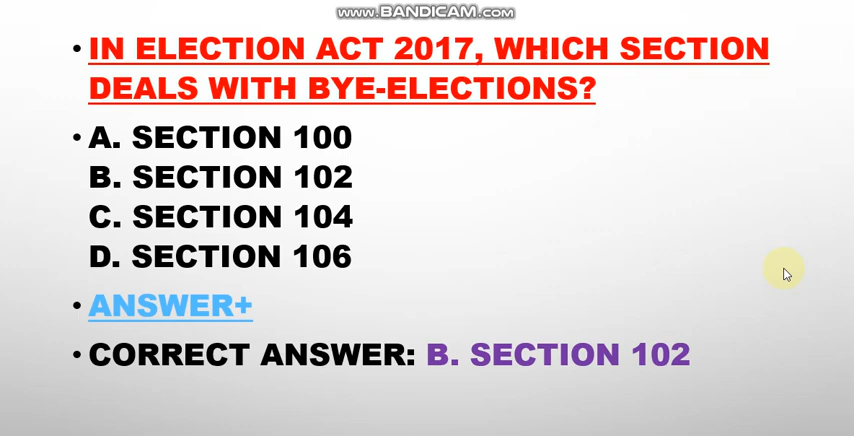 www.BANDICAM.com
• IN ELECTION ACT 2017, WHICH SECTION
DEALS WITH BYE-ELECTIONS?
• A. SECTION 100
B. SECTION 102
C. SECTION 104
D. SECTION 106
• ANSWER+
• CORRECT ANSWER: B. SECTION 102